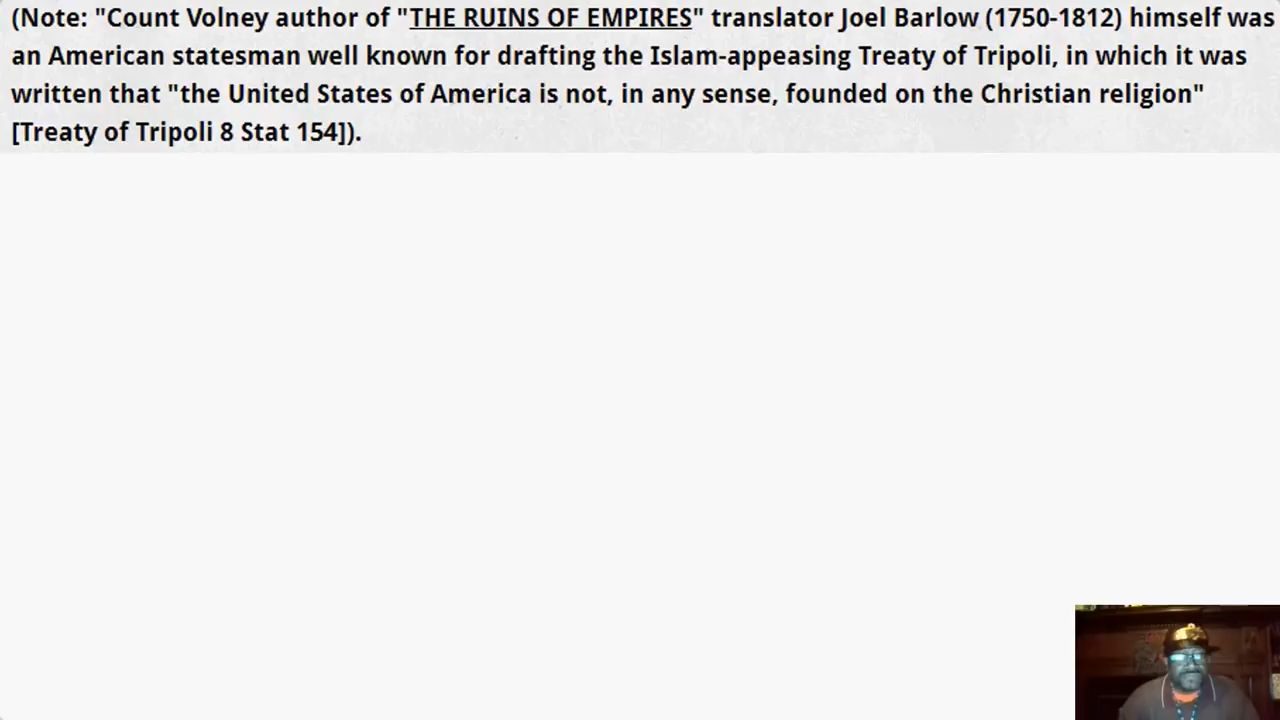 (Note: "Count Volney author of "THE RUINS OF EMPIRES" translator Joel Barlow (1750-1812) himself was
an American statesman well known for drafting the Islam-appeasing Treaty of Tripoli, in which it was
written that "the United States of America is not, in any sense, founded on the Christian religion"
[Treaty of Tripoli 8 Stat 154]).